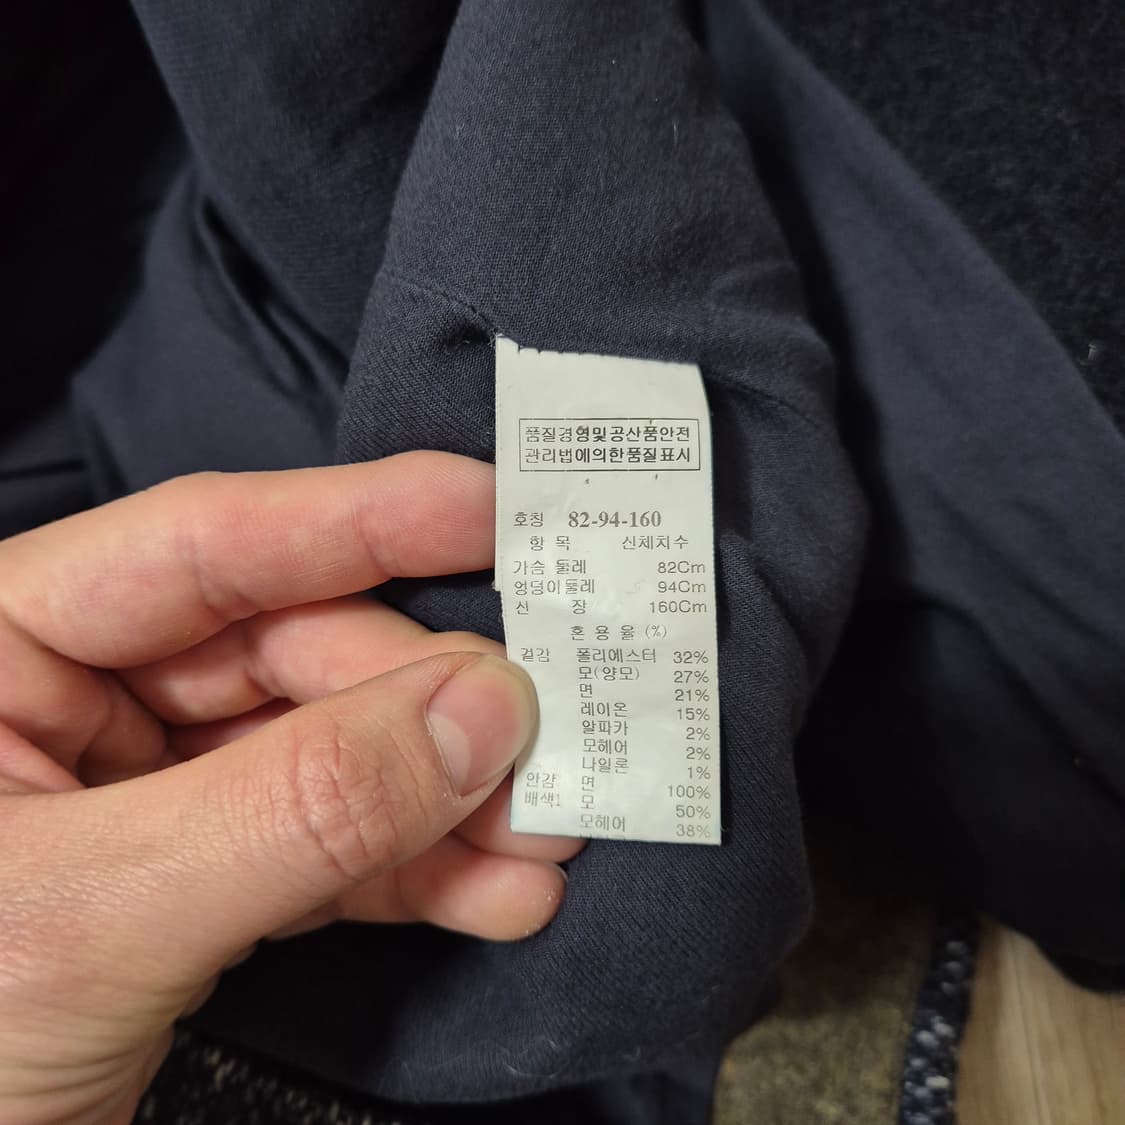 품질경영및공산품안전
관리법에의한품질표시
호칭 82-94-160
항 목 신체치수
가슴 둘레 82Cm
엉덩이둘레 94Cm
신 장 160Cm
혼 용 율 (%)
겉감 폴리에스터 32%
모(양모) 27%
면 21%
레이온 15%
알파카 2%
모헤어 2%
나일론 1%
안감 면 100%
배색1 모 50%
모헤어 38%